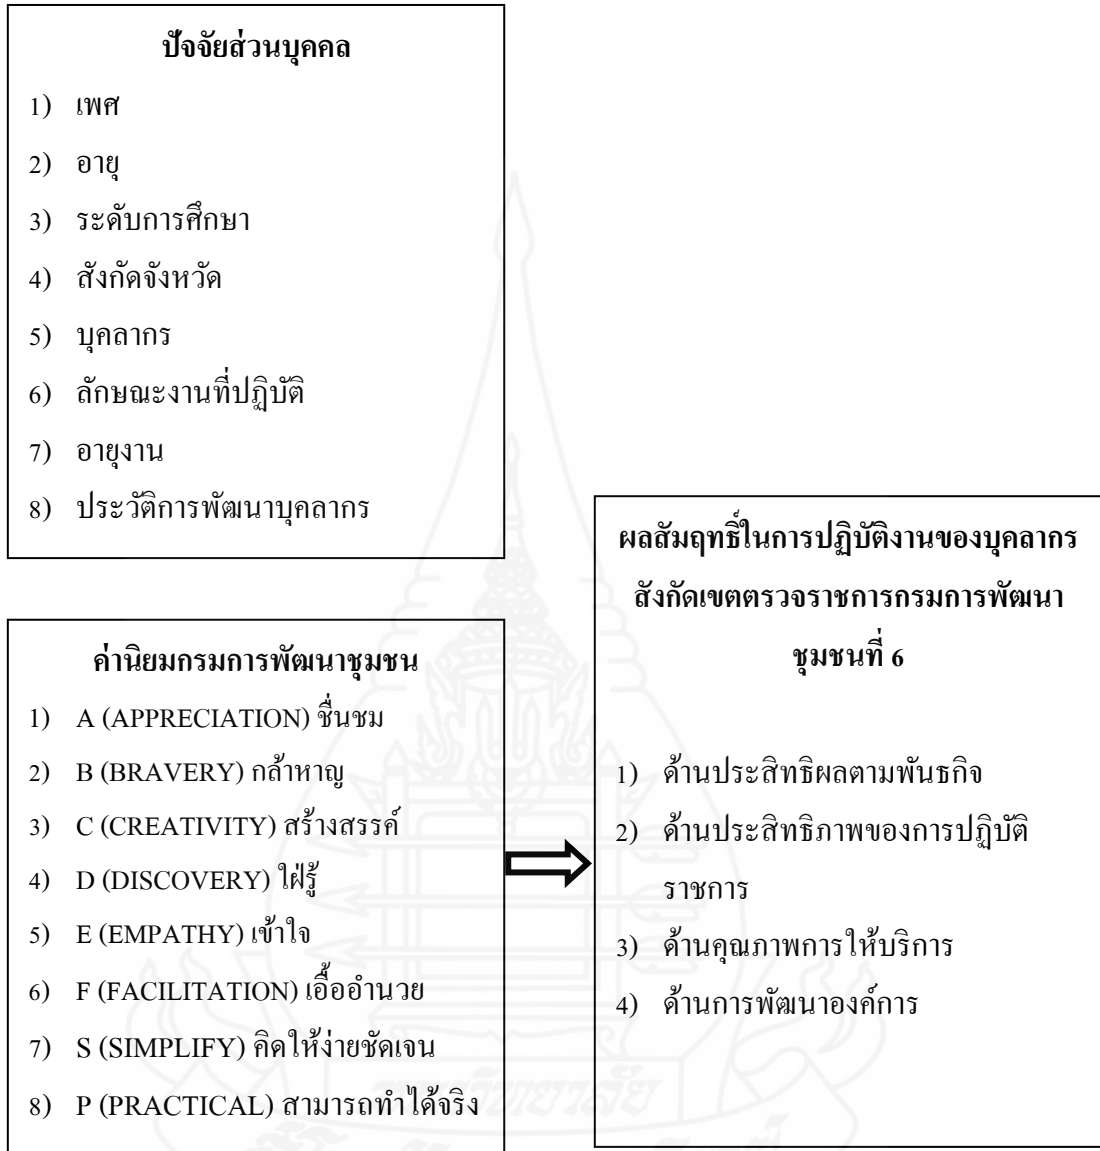 ปัจจัยส่วนบุคคล
1) เพศ
2) อายุ
3) ระดับการศึกษา
4) สังกัดจังหวัด
5) บุคลากร
6) ลักษณะงานที่ปฏิบัติ
7) อายุงาน
8) ประวัติการพัฒนาบุคลากร
ค่านิยมกรมการพัฒนาชุมชน
1) A (APPRECIATION) ชื่นชม
2) B (BRAVERY) กล้าหาญ
3) C (CREATIVITY) สร้างสรรค์
4) D (DISCOVERY) ใฝ่รู้
5) E (EMPATHY) เข้าใจ
6) F (FACILITATION) เอื้ออำนวย
7) S (SIMPLIFY) คิดให้ง่ายชัดเจน
8) P (PRACTICAL) สามารถทำได้จริง
ผลสัมฤทธิ์ในการปฏิบัติงานของบุคลากร
สังกัดเขตตรวจราชการกรมการพัฒนา
ชุมชนที่ 6
1) ด้านประสิทธิผลตามพันธกิจ
2) ด้านประสิทธิภาพของการปฏิบัติ
ราชการ
3) ด้านคุณภาพการให้บริการ
4) ด้านการพัฒนาองค์การ